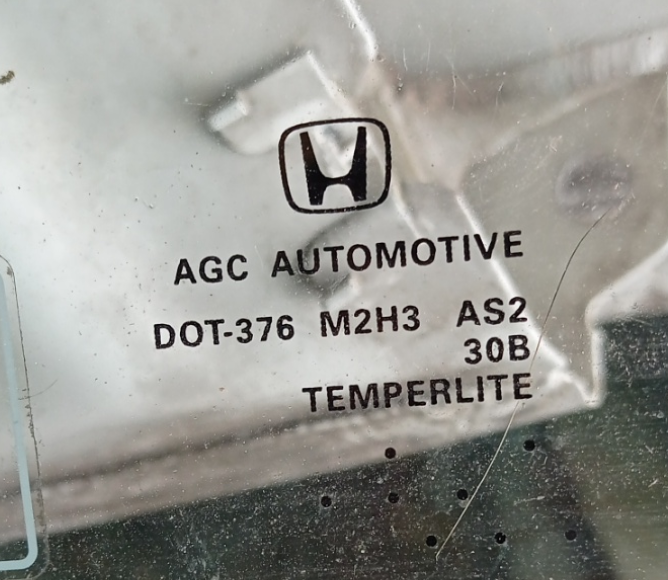 AGC AUTOMOTIVE
DOT-376 M2H3 AS2
30B
TEMPERLITE